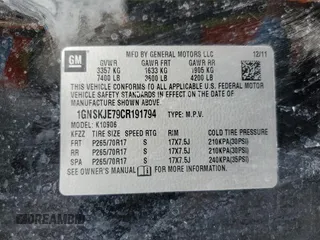 GM MFD BY GENERAL MOTORS LLC 12/11
GVWR GAWR FRT GAWR RR
3357 KG 1633 KG 1905 KG
7400 LB 3600 LB 4200 LB
THIS VEHICLE CONFORMS TO ALL APPLICABLE U.S. FEDERAL MOTOR
VEHICLE SAFETY AND THEFT PREVENTION STANDARDS IN EFFECT ON
THE DATE OF MANUFACTURE SHOWN ABOVE.
1GNSKJE79CR191794 TYPE: M.P.V.
MODEL: K10906
KFZZ TIRE SIZE SPEED RTG RIM
FRT P265/70R17 S 17X7.5J 210KPA(30PSI)
RR P265/70R17 S 17X7.5J 210KPA(30PSI)
SPA P265/70R17 S 17X7.5J 240KPA(35PSI)
SEE OWNER'S MANUAL FOR MORE INFORMATION.
DREAMBID